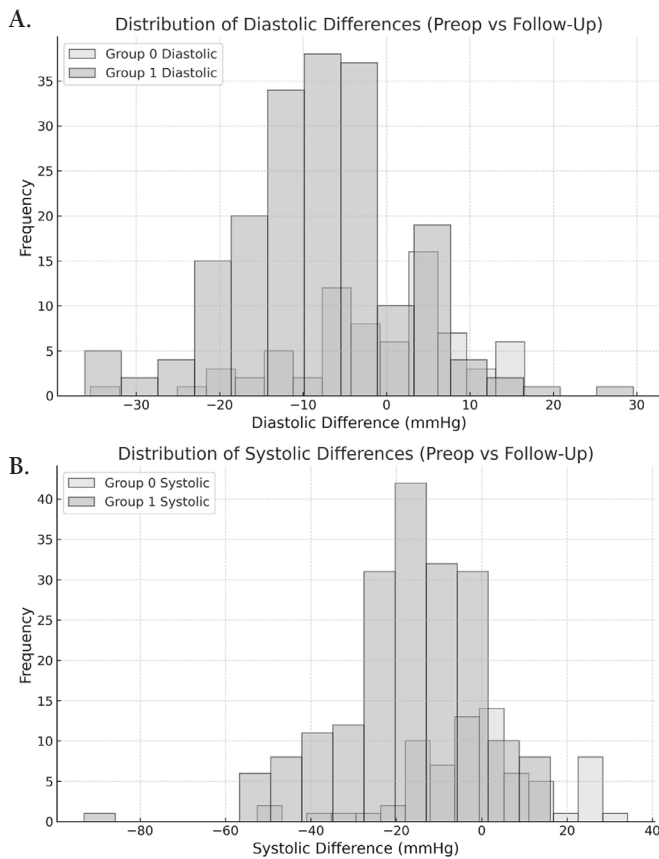 A.
Distribution of Diastolic Differences (Preop vs Follow-Up)
Group 0 Diastolic
Group 1 Diastolic
Frequency
35
30
25
20
15
10
5
0
−30
−20
−10
0
10
20
30
Diastolic Difference (mmHg)
B.
Distribution of Systolic Differences (Preop vs Follow-Up)
Group 0 Systolic
Group 1 Systolic
Frequency
40
35
30
25
20
15
10
5
0
−80
−60
−40
−20
0
20
40
Systolic Difference (mmHg)